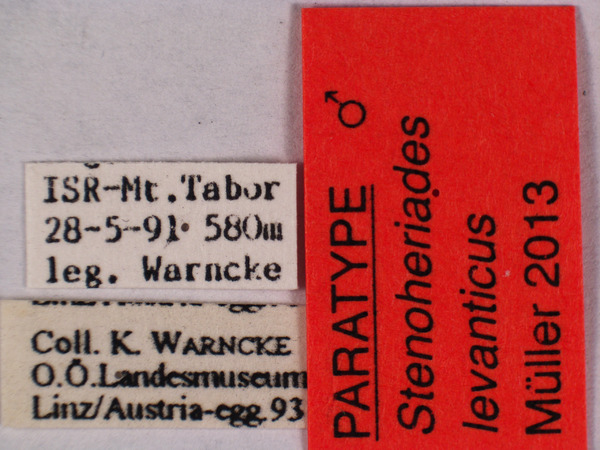 ISR-Mt.Tabor
28-5-91· 580m
leg. Warncke
Coll. K. WARNCKE
O.Ö.Landesmuseum
Linz/Austria-egg.93
PARATYPE ♂
Stenoheriades
levanticus
Müller 2013